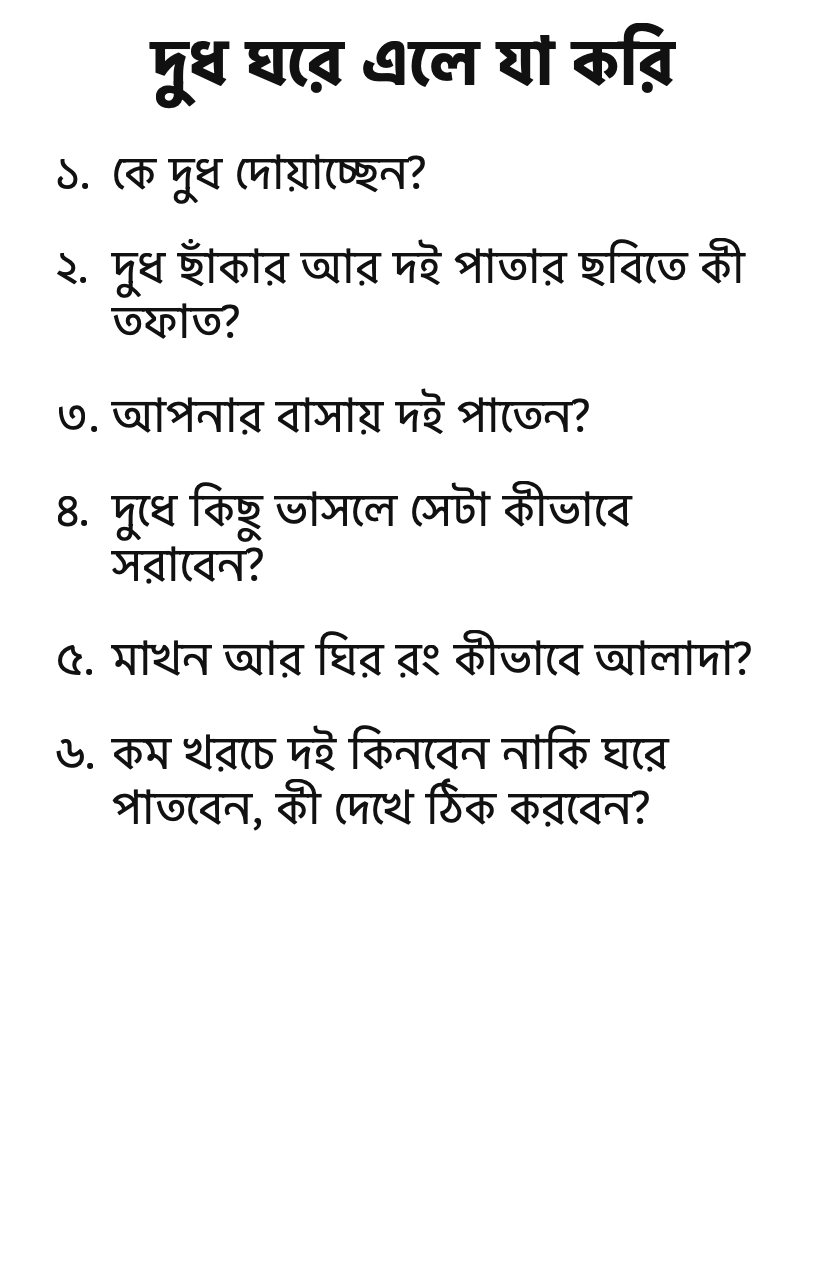 দুধ ঘরে এলে যা করি
১. কে দুধ দোয়াচ্ছেন?
২. দুধ ছাঁকার আর দই পাতার ছবিতে কী
তফাত?
৩. আপনার বাসায় দই পাতেন?
৪. দুধে কিছু ভাসলে সেটা কীভাবে
সরাবেন?
৫. মাখন আর ঘির রং কীভাবে আলাদা?
৬. কম খরচে দই কিনবেন নাকি ঘরে
পাতবেন, কী দেখে ঠিক করবেন?